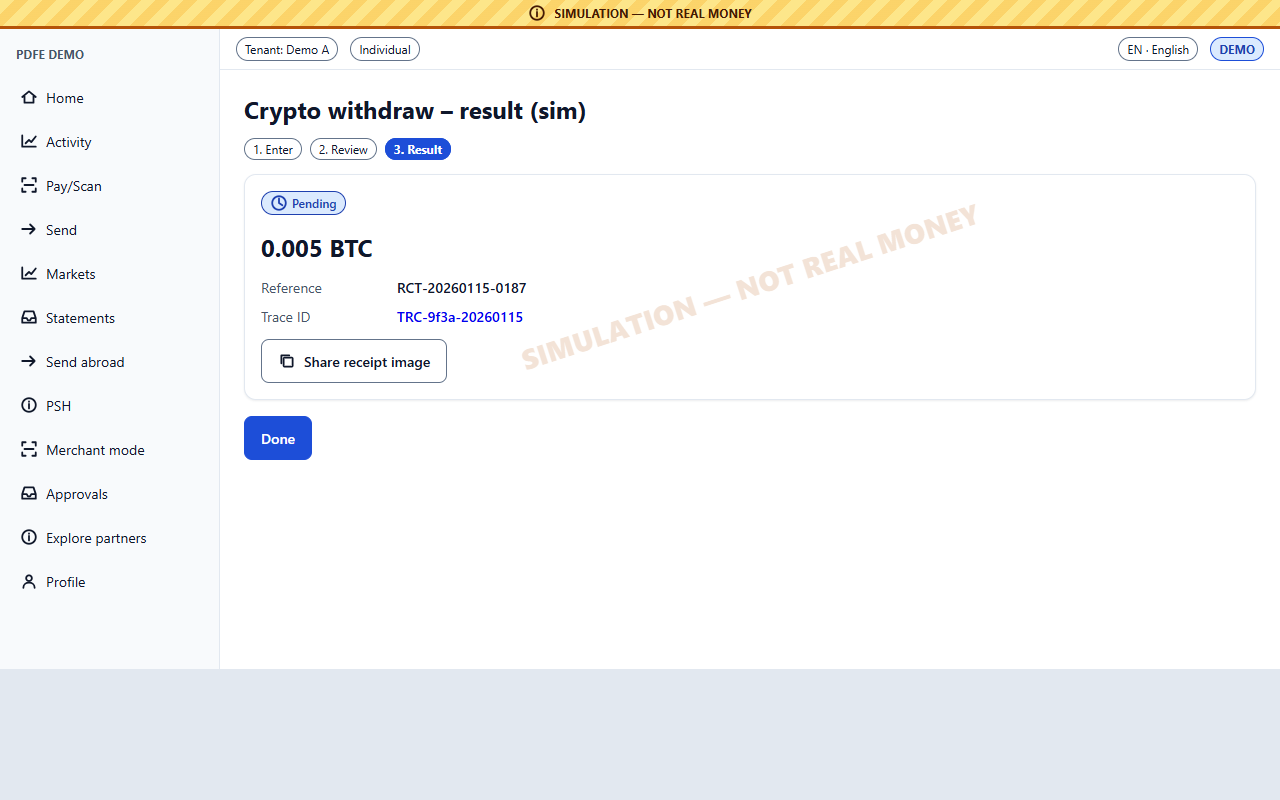 SIMULATION — NOT REAL MONEY
PDFE DEMO
Tenant: Demo A
Individual
EN · English
DEMO
Home
Activity
Pay/Scan
Send
Markets
Statements
Send abroad
PSH
Merchant mode
Approvals
Explore partners
Profile
Crypto withdraw – result (sim)
1. Enter
2. Review
3. Result
Pending
0.005 BTC
Reference RCT-20260115-0187
Trace ID TRC-9f3a-20260115
Share receipt image
SIMULATION — NOT REAL MONEY
Done